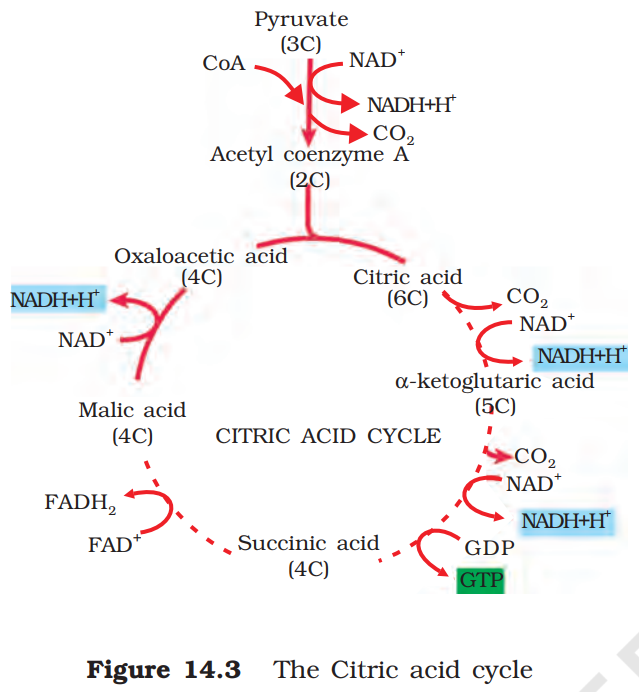 Pyruvate
(3C)
CoA
NAD⁺
NADH+H⁺
CO₂
Acetyl coenzyme A
(2C)
Oxaloacetic acid
(4C)
Citric acid
(6C)
NADH+H⁺
CO₂
NAD⁺
NAD⁺
NADH+H⁺
α-ketoglutaric acid
(5C)
Malic acid
(4C)
CITRIC ACID CYCLE
CO₂
NAD⁺
FADH₂
NADH+H⁺
FAD⁺
Succinic acid
(4C)
GDP
GTP
Figure 14.3 The Citric acid cycle